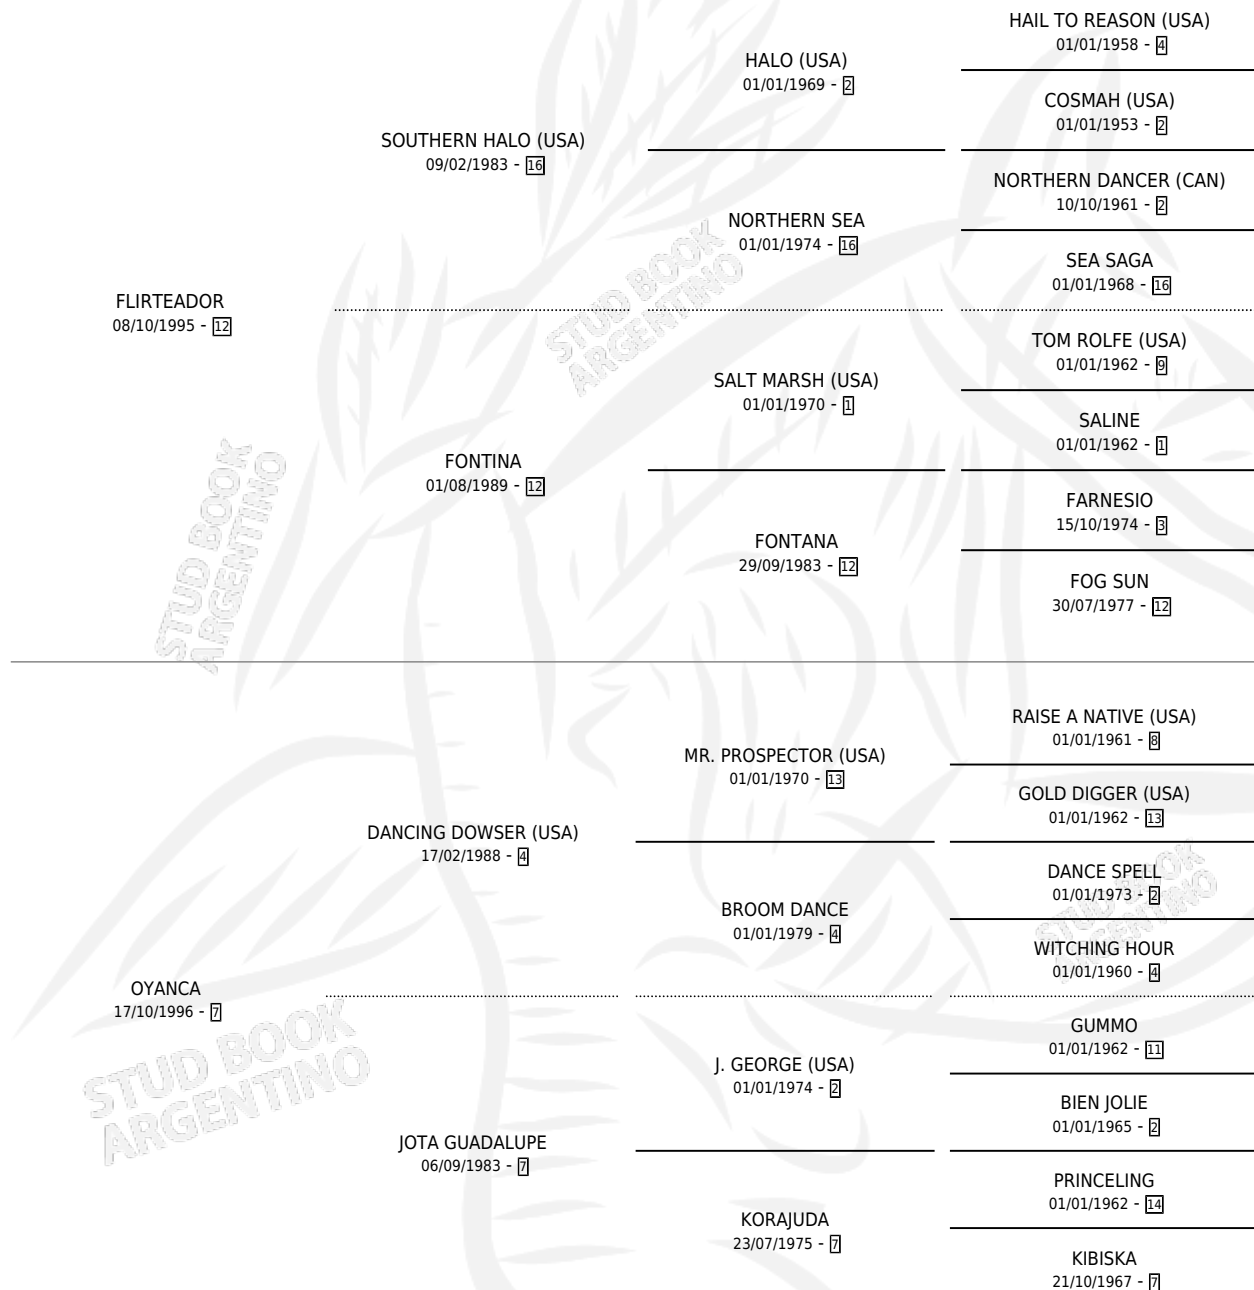 HAIL TO REASON (USA)
01/01/1958 - 4
HALO (USA)
01/01/1969 - 2
COSMAH (USA)
01/01/1953 - 2
SOUTHERN HALO (USA)
09/02/1983 - 16
NORTHERN DANCER (CAN)
10/10/1961 - 2
NORTHERN SEA
01/01/1974 - 16
SEA SAGA
01/01/1968 - 16
FLIRTEADOR
08/10/1995 - 12
STUD BOOK
ARGENTINO
TOM ROLFE (USA)
01/01/1962 - 9
SALT MARSH (USA)
01/01/1970 - 1
SALINE
01/01/1962 - 1
FONTINA
01/08/1989 - 12
FARNESIO
15/10/1974 - 3
FONTANA
29/09/1983 - 12
FOG SUN
30/07/1977 - 12
STUD BOOK
ARGENTINO
RAISE A NATIVE (USA)
01/01/1961 - 8
MR. PROSPECTOR (USA)
01/01/1970 - 13
GOLD DIGGER (USA)
01/01/1962 - 13
DANCING DOWSER (USA)
17/02/1988 - 4
DANCE SPELL
01/01/1973 - 2
BROOM DANCE
01/01/1979 - 4
STUD BOOK
ARGENTINO
WITCHING HOUR
01/01/1960 - 4
OYANCA
17/10/1996 - 7
STUD BOOK
ARGENTINO
GUMMO
01/01/1962 - 11
J. GEORGE (USA)
01/01/1974 - 2
BIEN JOLIE
01/01/1965 - 2
JOTA GUADALUPE
06/09/1983 - 7
PRINCELING
01/01/1962 - 14
KORAJUDA
23/07/1975 - 7
KIBISKA
21/10/1967 - 7